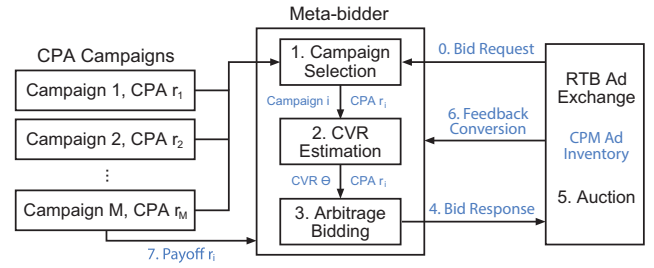 Meta-bidder
CPA Campaigns
Campaign 1, CPA r1
Campaign 2, CPA r2
⋮
Campaign M, CPA rM
7. Payoff ri
1. Campaign
Selection
Campaign i CPA ri
2. CVR
Estimation
CVR Θ CPA ri
3. Arbitrage
Bidding
0. Bid Request
6. Feedback
Conversion
4. Bid Response
RTB Ad
Exchange
CPM Ad
Inventory
5. Auction